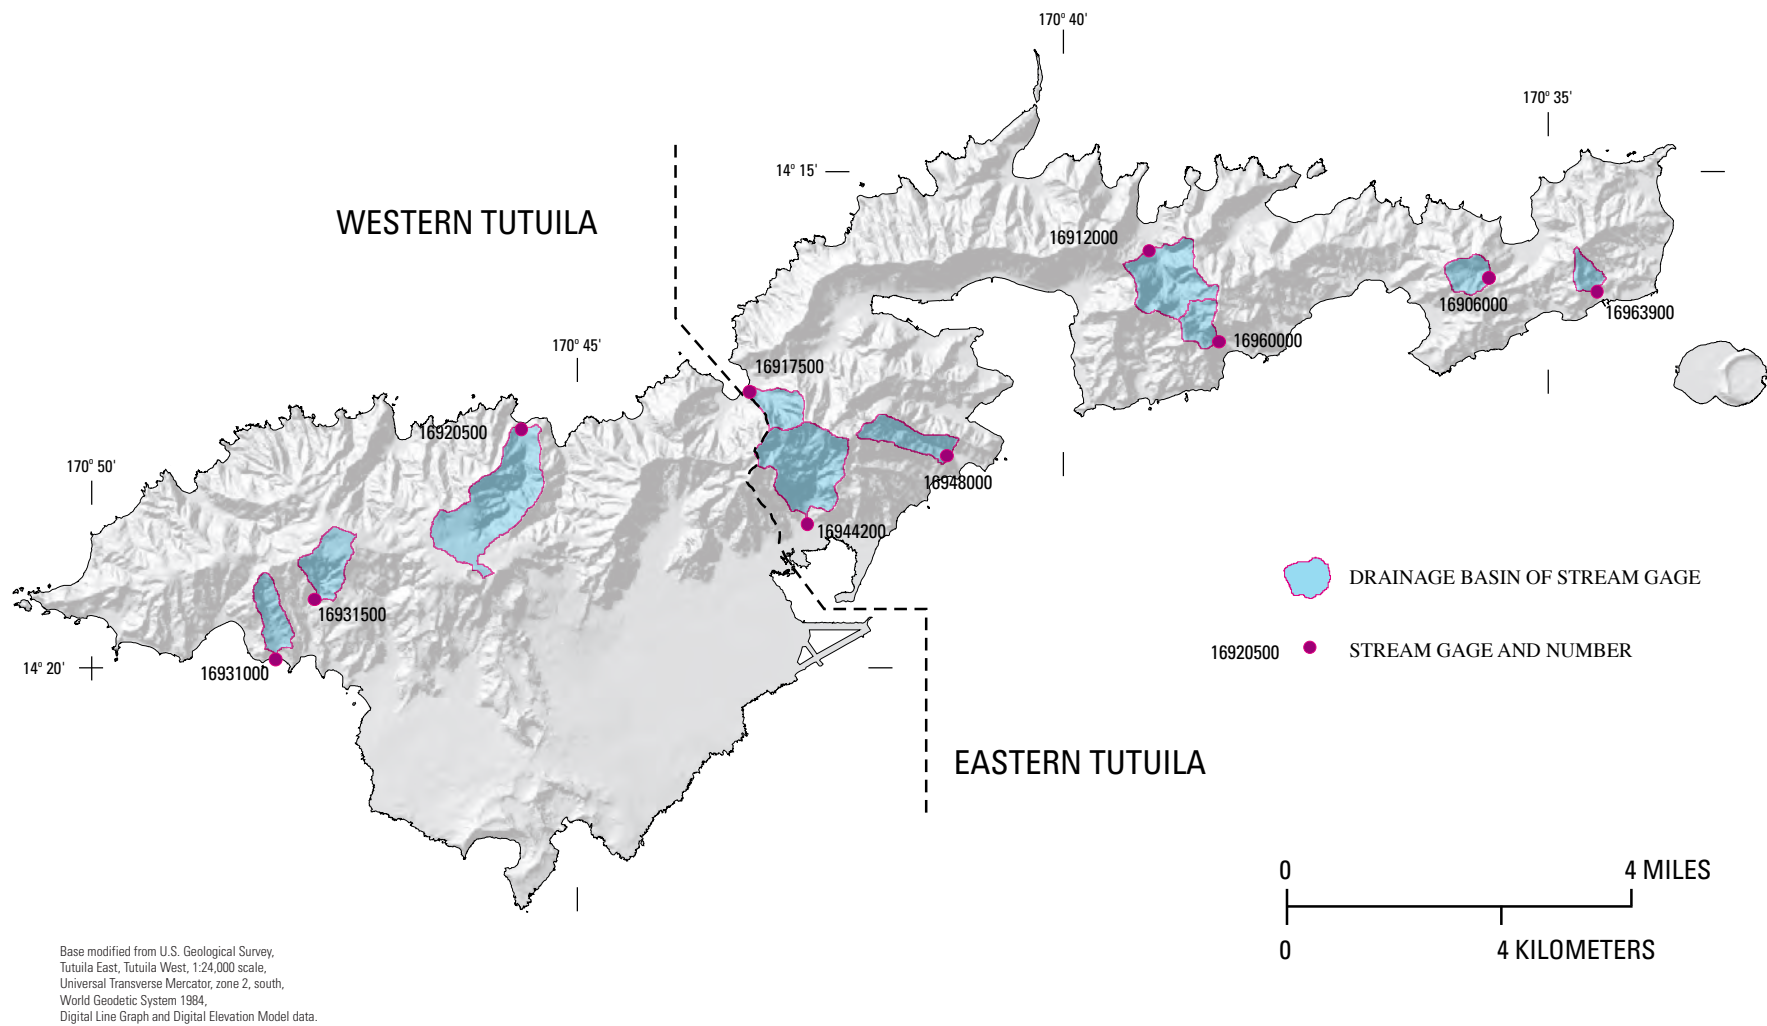 170° 40'
170° 35'
14° 15'
WESTERN TUTUILA
16912000
16906000
16963900
16960000
170° 45'
16917500
16920500
170° 50'
16948000
16944200
16931500
14° 20'
16931000
DRAINAGE BASIN OF STREAM GAGE
16920500 STREAM GAGE AND NUMBER
EASTERN TUTUILA
0 4 MILES
0 4 KILOMETERS
Base modified from U.S. Geological Survey,
Tutuila East, Tutuila West, 1:24,000 scale,
Universal Transverse Mercator, zone 2, south,
World Geodetic System 1984,
Digital Line Graph and Digital Elevation Model data.